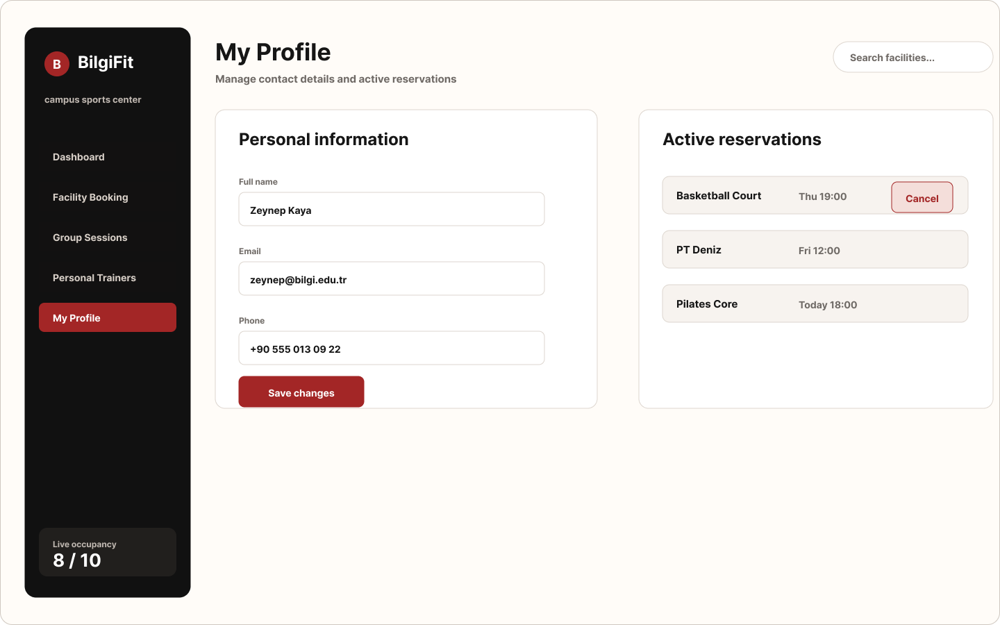 B BilgiFit
campus sports center
Dashboard
Facility Booking
Group Sessions
Personal Trainers
My Profile
Live occupancy
8 / 10
My Profile
Manage contact details and active reservations
Search facilities...
Personal information
Full name
Zeynep Kaya
Email
zeynep@bilgi.edu.tr
Phone
+90 555 013 09 22
Save changes
Active reservations
Basketball Court Thu 19:00 Cancel
PT Deniz Fri 12:00
Pilates Core Today 18:00